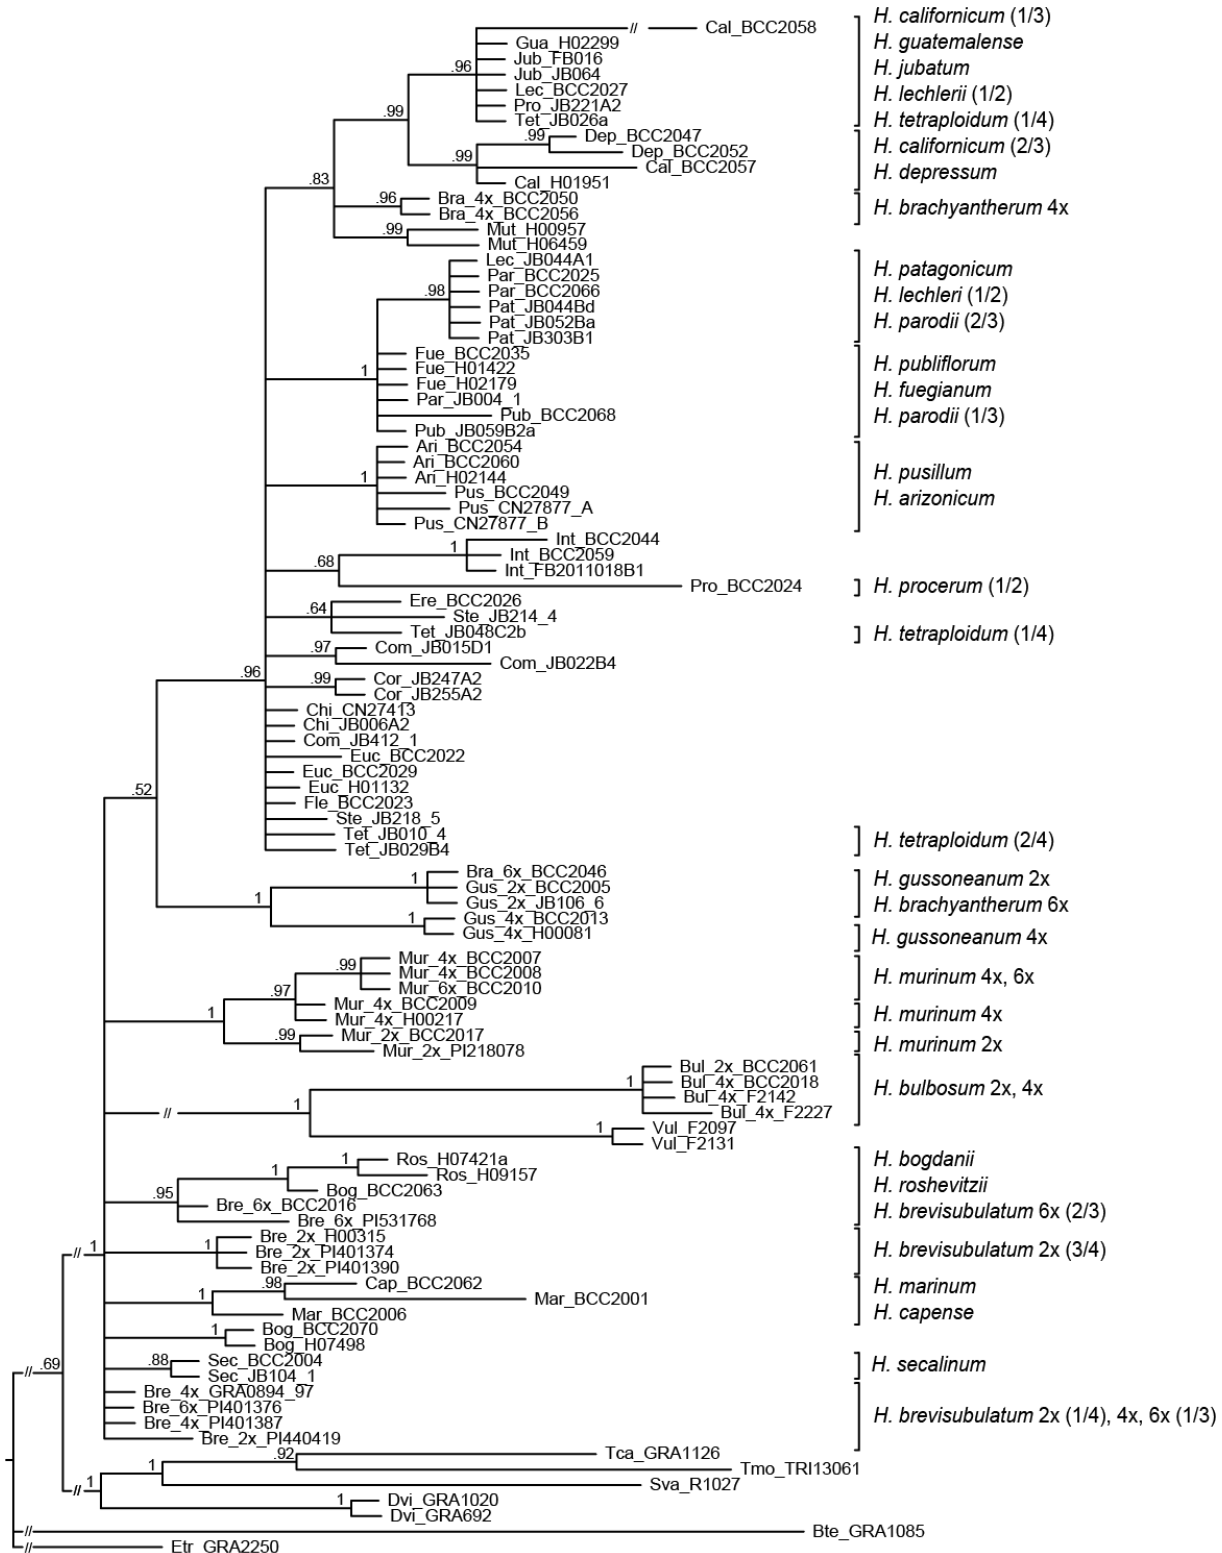 Cal_BCC2058
Gua_H02299
Jub_FB016
.96
Jub_JB064
Lec_BCC2027
Pro_JB221A2
Tet_JB026a
.99
.99
Dep_BCC2047
Dep_BCC2052
.99
Cal_BCC2057
Cal_H01951
.83
.96
Bra_4x_BCC2050
Bra_4x_BCC2056
.99
Mut_H00957
Mut_H06459
Lec_JB044A1
Par_BCC2025
.98
Par_BCC2066
Pat_JB044Bd
Pat_JB052Ba
Pat_JB303B1
Fue_BCC2035
1
Fue_H01422
Fue_H02179
Par_JB004_1
Pub_BCC2068
Pub_JB059B2a
Ari_BCC2054
Ari_BCC2060
1
Ari_H02144
Pus_BCC2049
Pus_CN27877_A
Pus_CN27877_B
1
Int_BCC2044
Int_BCC2059
.68
Int_FB2011018B1
Pro_BCC2024
Ere_BCC2026
.64
Ste_JB214_4
Tet_JB048C2b
.97
Com_JB015D1
Com_JB022B4
.96
.99
Cor_JB247A2
Cor_JB255A2
Chi_CN27413
Chi_JB006A2
Com_JB412_1
Euc_BCC2022
Euc_BCC2029
Euc_H01132
.52
Fle_BCC2023
Ste_JB218_5
Tet_JB010_4
Tet_JB029B4
1
Bra_6x_BCC2046
Gus_2x_BCC2005
1
Gus_2x_JB106_6
1
Gus_4x_BCC2013
Gus_4x_H00081
Mur_4x_BCC2007
.99
Mur_4x_BCC2008
Mur_6x_BCC2010
.97
Mur_4x_BCC2009
1
Mur_4x_H00217
.99
Mur_2x_BCC2017
Mur_2x_PI218078
Bul_2x_BCC2061
1
Bul_4x_BCC2018
Bul_4x_F2142
1
Bul_4x_F2227
1
Vul_F2097
Vul_F2131
1
Ros_H07421a
1
Ros_H09157
Bog_BCC2063
.95
Bre_6x_BCC2016
Bre_6x_PI531768
Bre_2x_H00315
1
1
Bre_2x_PI401374
Bre_2x_PI401390
.98
Cap_BCC2062
1
Mar_BCC2001
Mar_BCC2006
1
Bog_BCC2070
Bog_H07498
.69
.88
Sec_BCC2004
Sec_JB104_1
Bre_4x_GRA0894_97
Bre_6x_PI401376
Bre_4x_PI401387
Bre_2x_PI440419
.92
Tca_GRA1126
1
Tmo_TRI13061
1
Sva_R1027
1
Dvi_GRA1020
Dvi_GRA692
Bte_GRA1085
Etr_GRA2250
H. californicum (1/3)
H. guatemalense
H. jubatum
H. lechlerii (1/2)
H. tetraploidum (1/4)
H. californicum (2/3)
H. depressum
H. brachyantherum 4x
H. patagonicum
H. lechleri (1/2)
H. parodii (2/3)
H. publiflorum
H. fuegianum
H. parodii (1/3)
H. pusillum
H. arizonicum
H. procerum (1/2)
H. tetraploidum (1/4)
H. tetraploidum (2/4)
H. gussoneanum 2x
H. brachyantherum 6x
H. gussoneanum 4x
H. murinum 4x, 6x
H. murinum 4x
H. murinum 2x
H. bulbosum 2x, 4x
H. bogdanii
H. roshevitzii
H. brevisubulatum 6x (2/3)
H. brevisubulatum 2x (3/4)
H. marinum
H. capense
H. secalinum
H. brevisubulatum 2x (1/4), 4x, 6x (1/3)